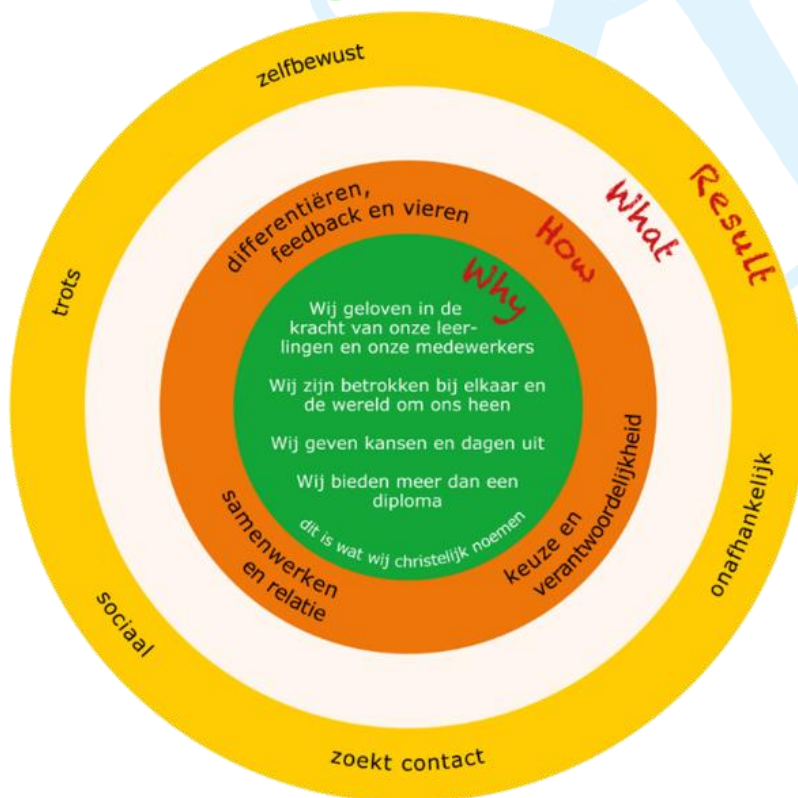 zelfbewust
Result
What
How
Why
differentiëren,
feedback en vieren
trots
Wij geloven in de
kracht van onze leer-
lingen en onze medewerkers
Wij zijn betrokken bij elkaar en
de wereld om ons heen
Wij geven kansen en dagen uit
Wij bieden meer dan een
diploma
dit is wat wij christelijk noemen
samenwerken
en relatie
keuze en
verantwoordelijkheid
onafhankelijk
sociaal
zoekt contact